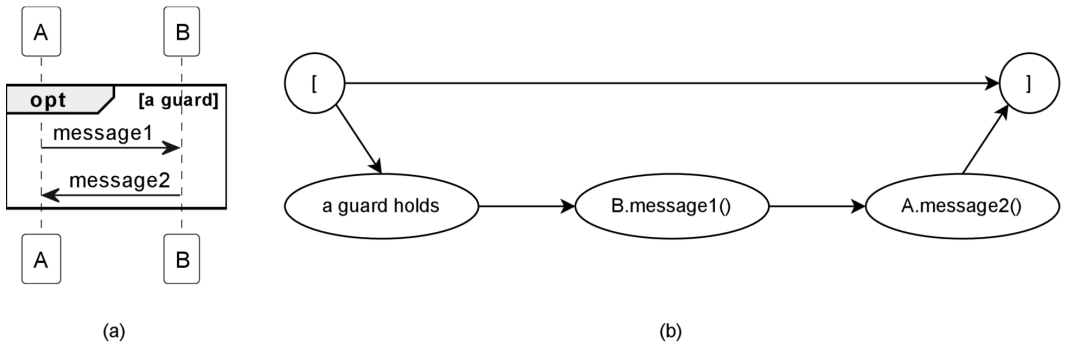 A B
opt [a guard]
message1
message2
A B
(a)
[ ]
a guard holds B.message1() A.message2()
(b)